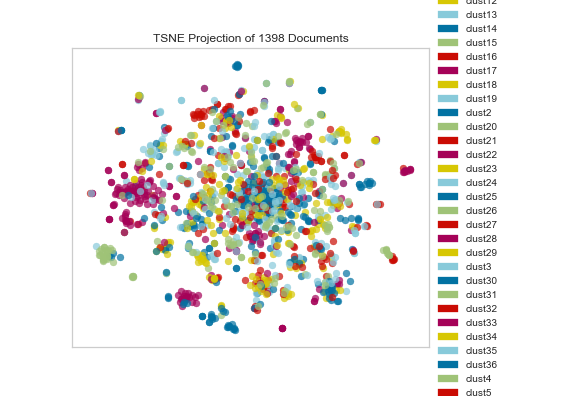 TSNE Projection of 1398 Documents
clust12
clust13
clust14
clust15
clust16
clust17
clust18
clust19
clust2
clust20
clust21
clust22
clust23
clust24
clust25
clust26
clust27
clust28
clust29
clust3
clust30
clust31
clust32
clust33
clust34
clust35
clust36
clust4
clust5